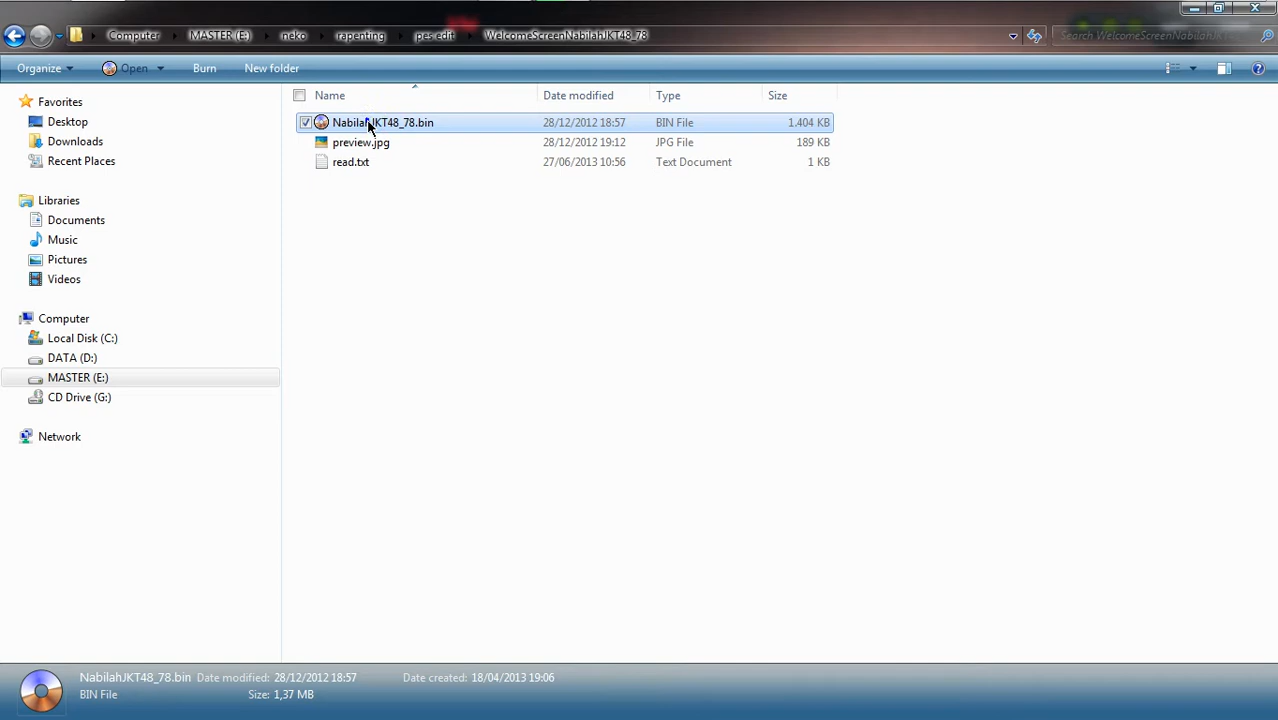 Computer MASTER (E:) neko rapenting pes edit WelcomeScreenNabilahJKT48_78
Search WelcomeScreenNabilahJKT...
Organize Open Burn New folder
Name Date modified Type Size
NabilahJKT48_78.bin 28/12/2012 18:57 BIN File 1.404 KB
preview.jpg 28/12/2012 19:12 JPG File 189 KB
read.txt 27/06/2013 10:56 Text Document 1 KB
Favorites
Desktop
Downloads
Recent Places
Libraries
Documents
Music
Pictures
Videos
Computer
Local Disk (C:)
DATA (D:)
MASTER (E:)
CD Drive (G:)
Network
NabilahJKT48_78.bin Date modified: 28/12/2012 18:57 Date created: 18/04/2013 19:06
BIN File Size: 1,37 MB